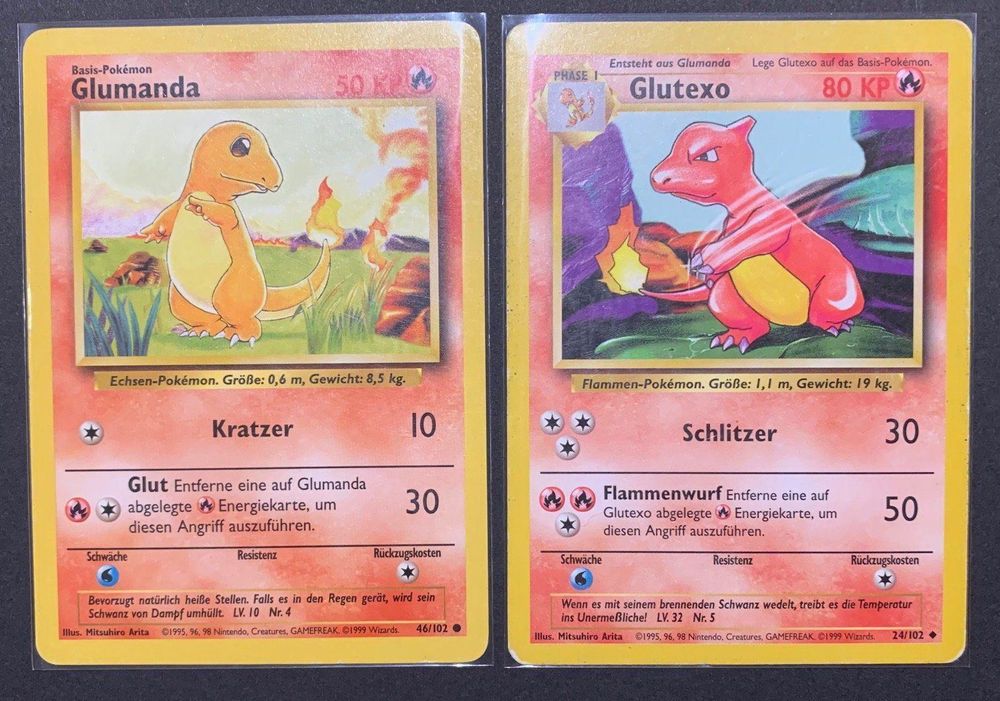 Basis-Pokémon
Glumanda 50 KP
Echsen-Pokémon. Größe: 0,6 m, Gewicht: 8,5 kg.
Kratzer 10
Glut Entferne eine auf Glumanda
abgelegte Energiekarte, um
diesen Angriff auszuführen.
30
Schwäche Resistenz Rückzugskosten
Bevorzugt natürlich heiße Stellen. Falls es in den Regen gerät, wird sein
Schwanz von Dampf umhüllt. LV. 10 Nr. 4
Illus. Mitsuhiro Arita ©1995, 96, 98 Nintendo, Creatures, GAMEFREAK. ©1999 Wizards. 46/102
Entsteht aus Glumanda Lege Glutexo auf das Basis-Pokémon.
PHASE 1
Glutexo 80 KP
Flammen-Pokémon. Größe: 1,1 m, Gewicht: 19 kg.
Schlitzer 30
Flammenwurf Entferne eine auf
Glutexo abgelegte Energiekarte, um
diesen Angriff auszuführen.
50
Schwäche Resistenz Rückzugskosten
Wenn es mit seinem brennenden Schwanz wedelt, treibt es die Temperatur
ins Unermeßliche! LV. 32 Nr. 5
Illus. Mitsuhiro Arita ©1995, 96, 98 Nintendo, Creatures, GAMEFREAK. ©1999 Wizards. 24/102